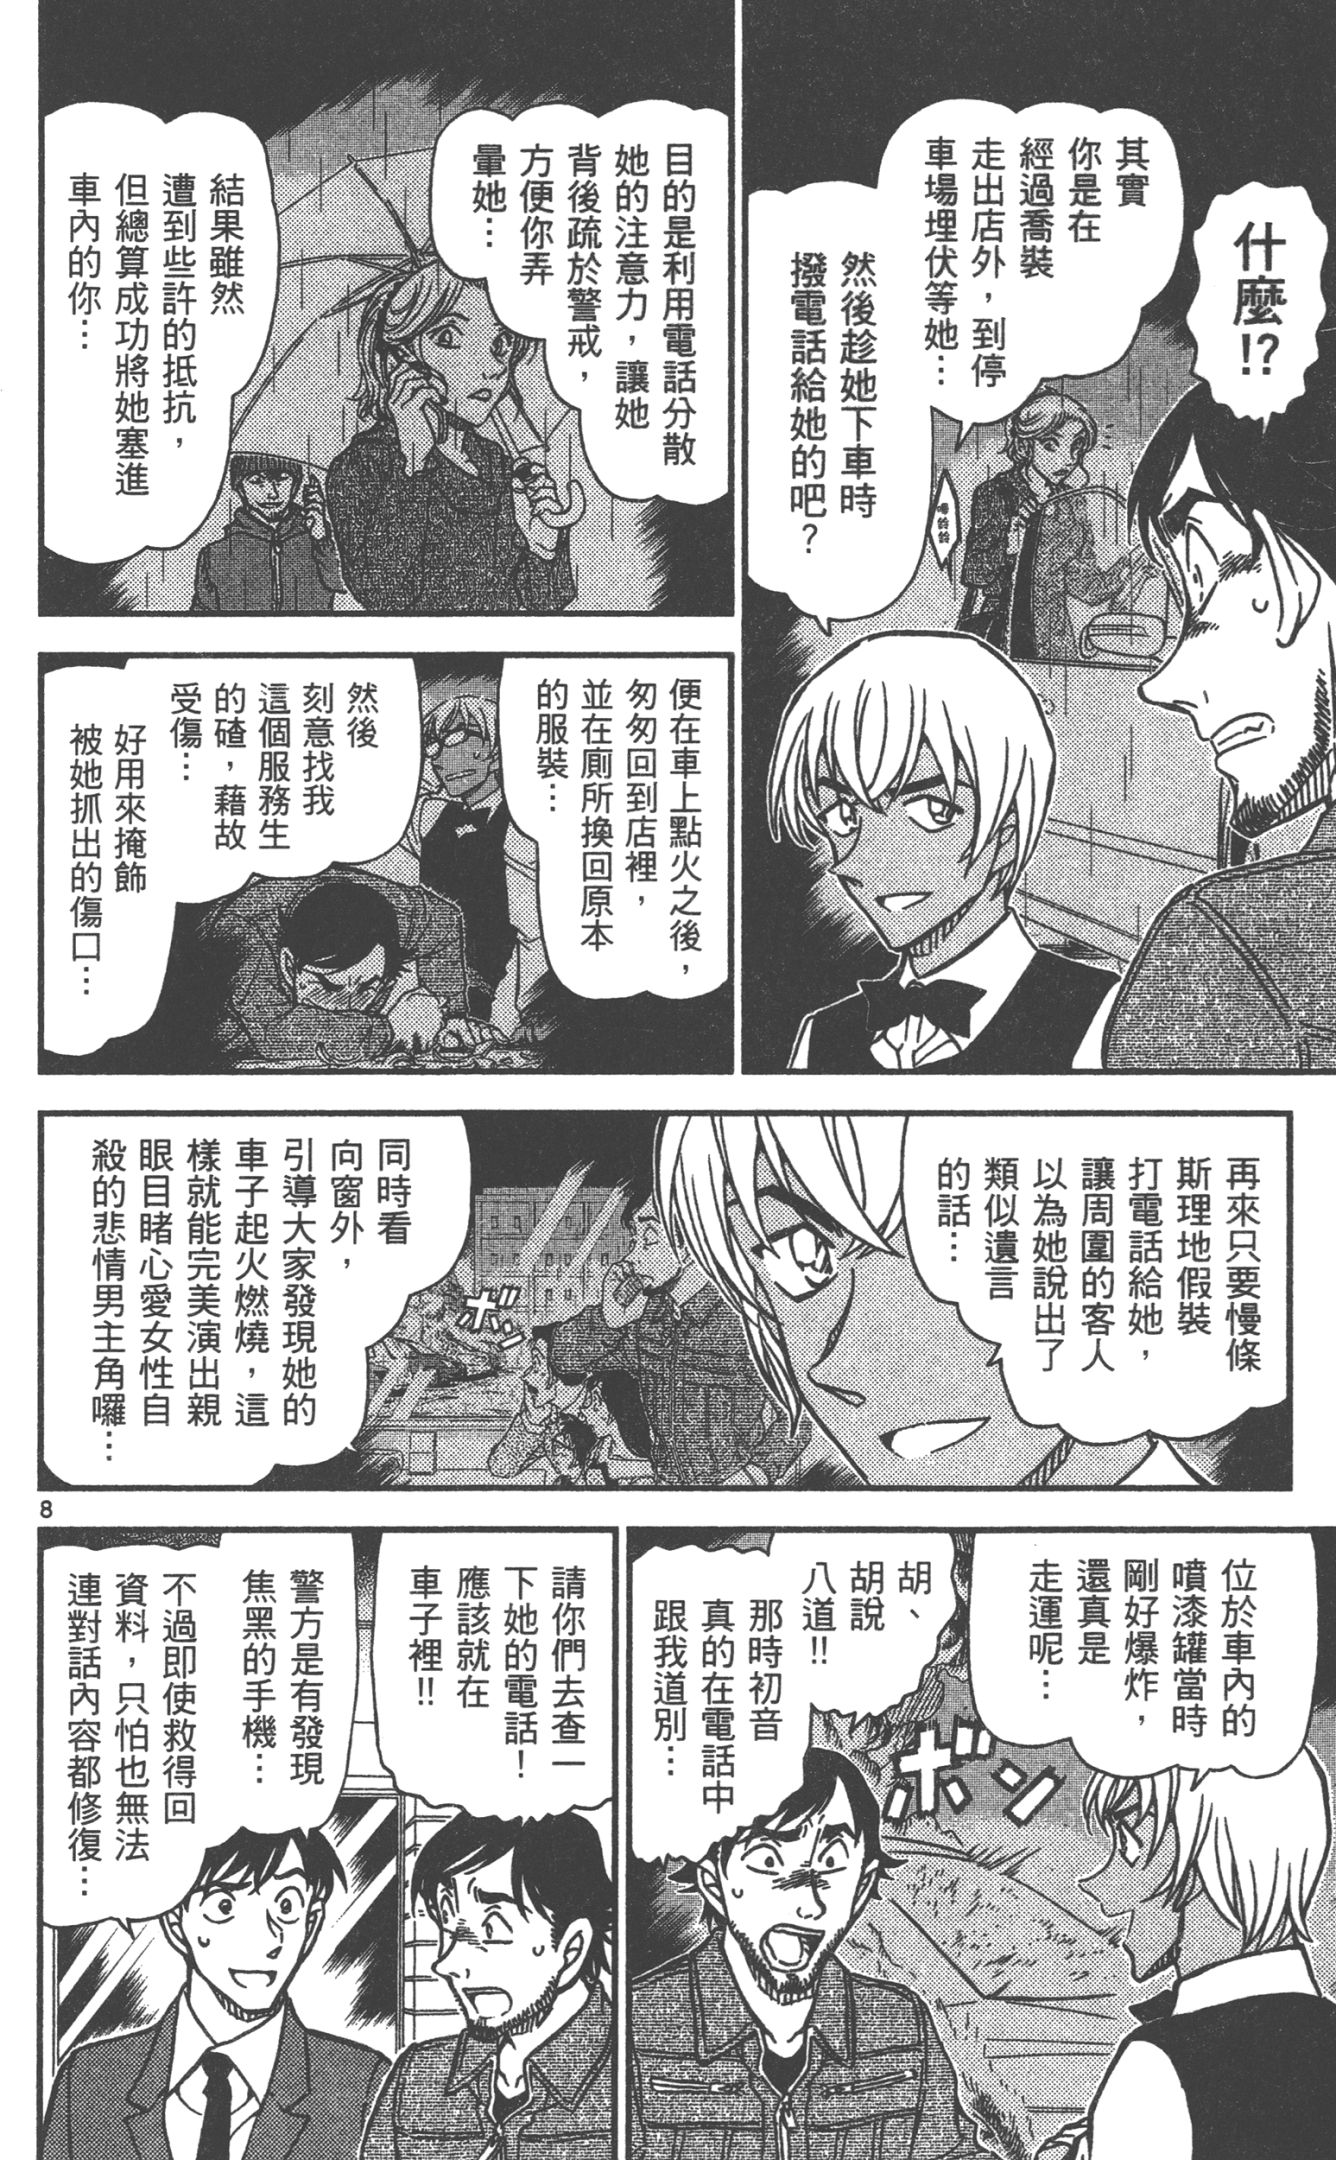 什麼!?
其實
你是在
經過喬裝
走出店外，到停
車場埋伏等她…
然後趁她下車時
撥電話給她的吧？
嗶鈴鈴
目的是利用電話分散
她的注意力，讓她
背後疏於警戒，
方便你弄
暈她…
結果雖然
遭到些許的抵抗，
但總算成功將她塞進
車內的你…
便在車上點火之後，
匆匆回到店裡，
並在廁所換回原本
的服裝…
然後
刻意找我
這個服務生
的碴，藉故
受傷…
好用來掩飾
被她抓出的傷口…
再來只要慢條
斯理地假裝
打電話給她，
讓周圍的客人
以為她說出了
類似遺言
的話…
ボン
同時看
向窗外，
引導大家發現她的
車子起火燃燒，這
樣就能完美演出親
眼目睹心愛女性自
殺的悲情男主角囉…
8
位於車內的
噴漆罐當時
剛好爆炸，
還真是
走運呢…
ボン
胡、
胡說
八道!!
那時初音
真的在電話中
跟我道別…
請你們去查一
下她的電話！
應該就在
車子裡!!
警方是有發現
焦黑的手機…
不過即使救得回
資料，只怕也無法
連對話內容都修復…